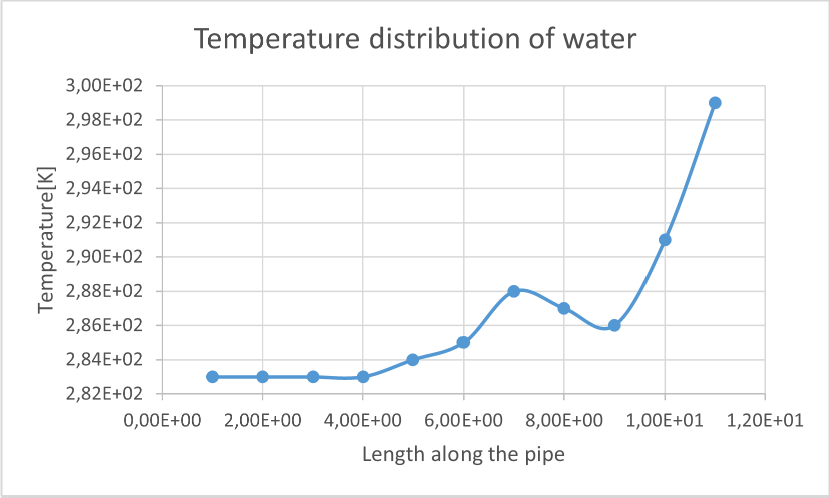 Temperature distribution of water
3,00E+02
2,98E+02
2,96E+02
2,94E+02
2,92E+02
2,90E+02
2,88E+02
2,86E+02
2,84E+02
2,82E+02
Temperature[K]
0,00E+00 2,00E+00 4,00E+00 6,00E+00 8,00E+00 1,00E+01 1,20E+01
Length along the pipe